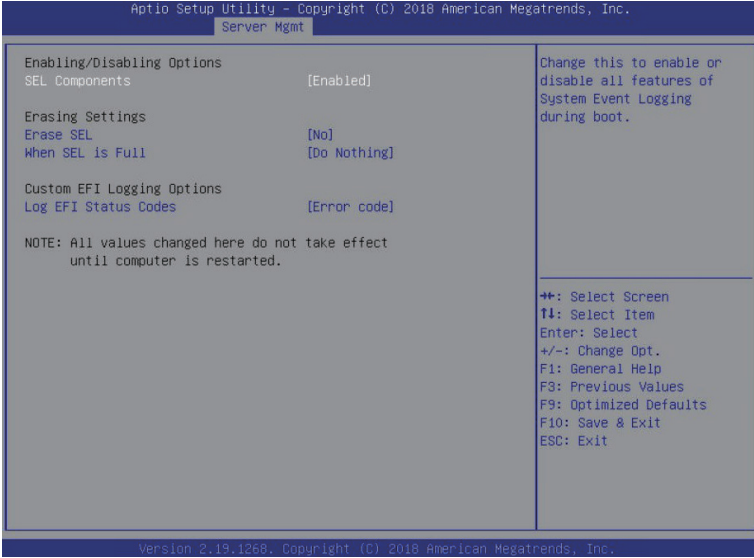 Aptio Setup Utility – Copyright (C) 2018 American Megatrends, Inc.
Server Mgmt
Enabling/Disabling Options
SEL Components [Enabled]
Erasing Settings
Erase SEL [No]
When SEL is Full [Do Nothing]
Custom EFI Logging Options
Log EFI Status Codes [Error code]
NOTE: All values changed here do not take effect
until computer is restarted.
Change this to enable or
disable all features of
System Event Logging
during boot.
→←: Select Screen
↑↓: Select Item
Enter: Select
+/-: Change Opt.
F1: General Help
F3: Previous Values
F9: Optimized Defaults
F10: Save & Exit
ESC: Exit
Version 2.19.1268. Copyright (C) 2018 American Megatrends, Inc.